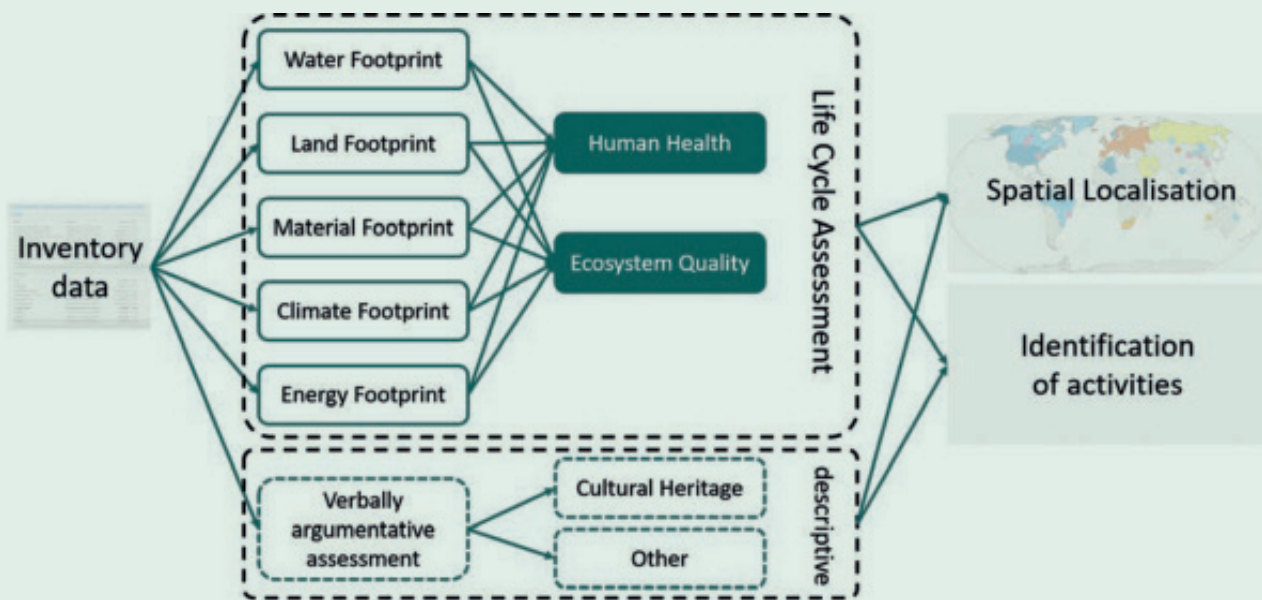 Inventory
data
Water Footprint
Land Footprint
Material Footprint
Climate Footprint
Energy Footprint
Human Health
Ecosystem Quality
Life Cycle Assessment
Verbally
argumentative
assessment
Cultural Heritage
Other
descriptive
Spatial Localisation
Identification
of activities